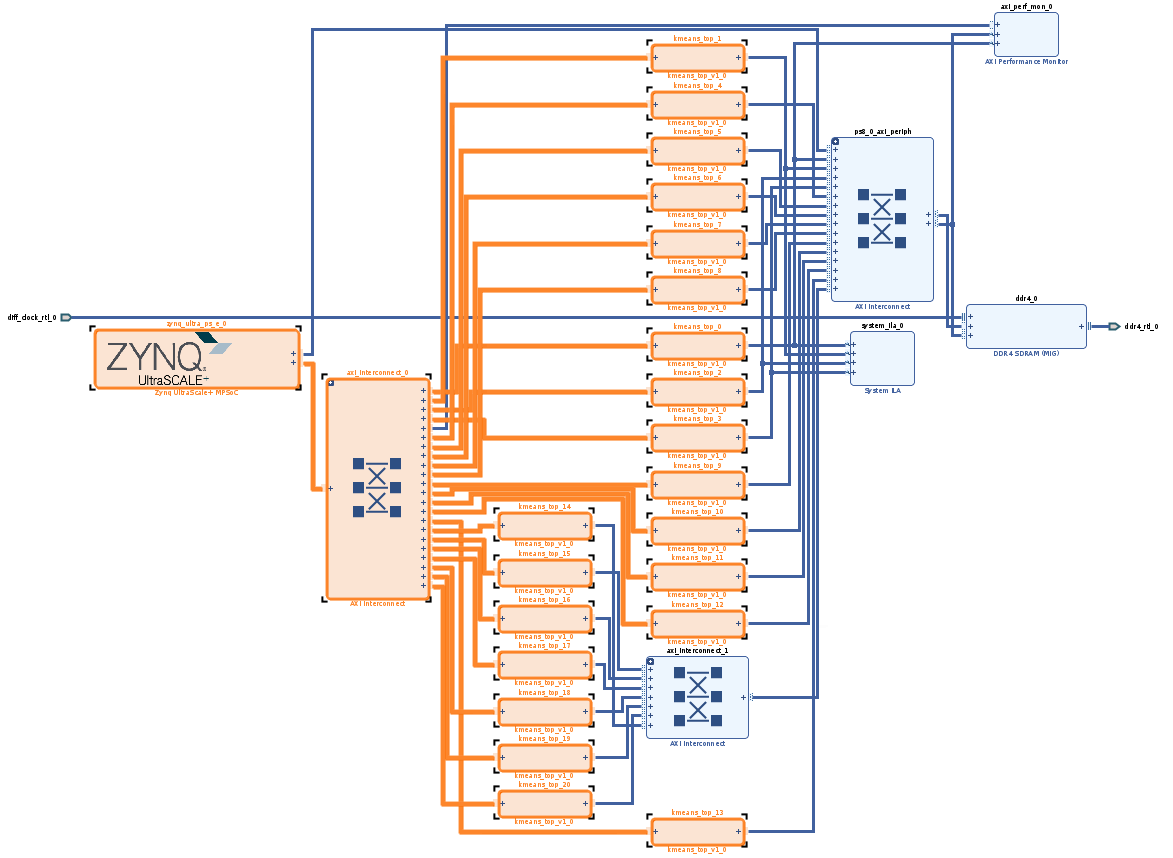 axi_perf_mon_0
AXI Performance Monitor
kmeans_top_1
kmeans_top_v1_0
kmeans_top_4
kmeans_top_v1_0
kmeans_top_5
kmeans_top_v1_0
kmeans_top_6
kmeans_top_v1_0
kmeans_top_7
kmeans_top_v1_0
kmeans_top_8
kmeans_top_v1_0
ps8_0_axi_periph
AXI Interconnect
diff_clock_rtl_0
zynq_ultra_ps_e_0
ZYNQ
UltraSCALE+
Zynq UltraScale+ MPSoC
kmeans_top_0
kmeans_top_v1_0
system_ila_0
System ILA
ddr4_0
DDR4 SDRAM (MIG)
ddr4_rtl_0
axi_interconnect_0
AXI Interconnect
kmeans_top_2
kmeans_top_v1_0
kmeans_top_3
kmeans_top_v1_0
kmeans_top_9
kmeans_top_v1_0
kmeans_top_10
kmeans_top_v1_0
kmeans_top_11
kmeans_top_v1_0
kmeans_top_12
kmeans_top_v1_0
kmeans_top_14
kmeans_top_v1_0
kmeans_top_15
kmeans_top_v1_0
kmeans_top_16
kmeans_top_v1_0
kmeans_top_17
kmeans_top_v1_0
kmeans_top_18
kmeans_top_v1_0
kmeans_top_19
kmeans_top_v1_0
kmeans_top_20
kmeans_top_v1_0
axi_interconnect_1
AXI Interconnect
kmeans_top_13
kmeans_top_v1_0